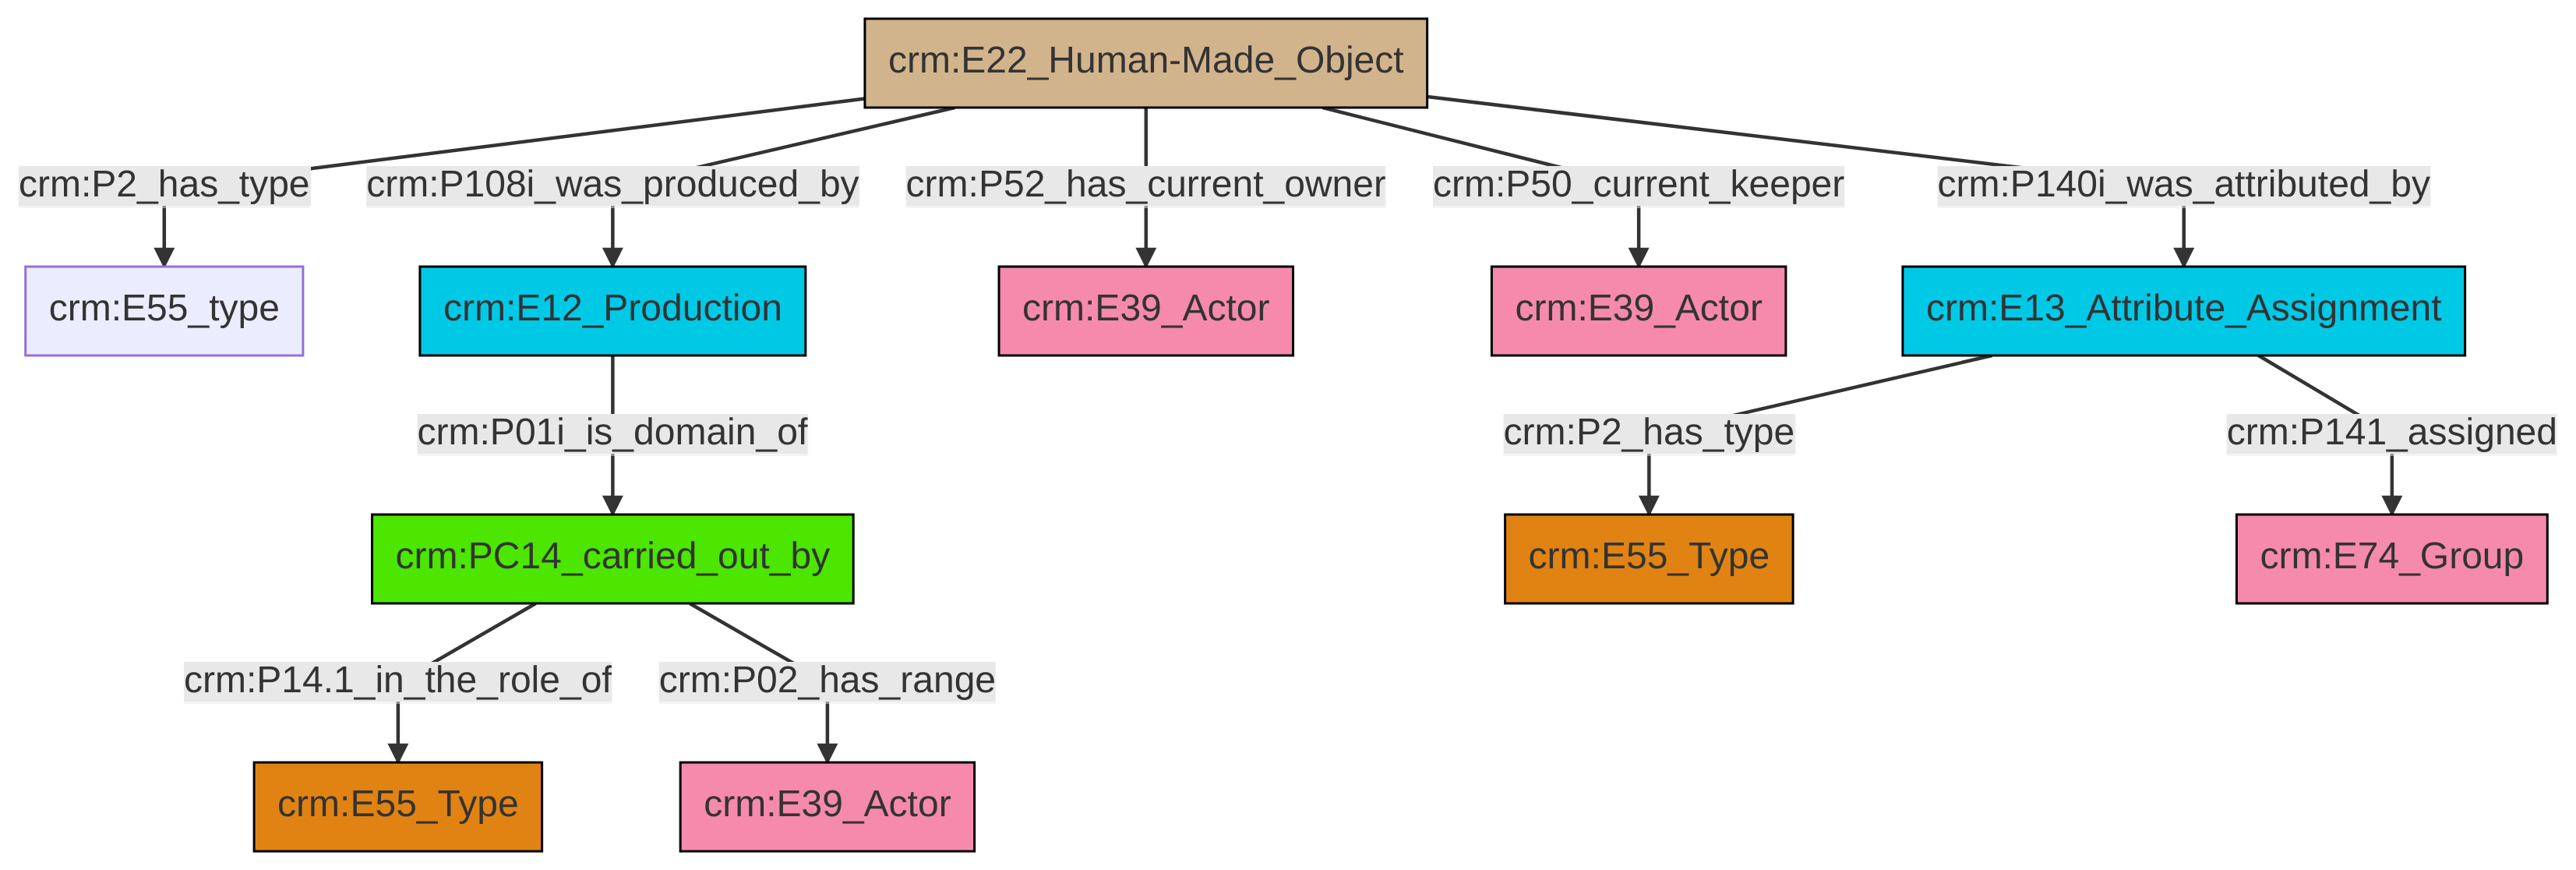 crm:E22_Human-Made_Object
crm:P2_has_type
crm:P108i_was_produced_by
crm:P52_has_current_owner
crm:P50_current_keeper
crm:P140i_was_attributed_by
crm:E55_type
crm:E12_Production
crm:E39_Actor
crm:E39_Actor
crm:E13_Attribute_Assignment
crm:P01i_is_domain_of
crm:P2_has_type
crm:P141_assigned
crm:PC14_carried_out_by
crm:E55_Type
crm:E74_Group
crm:P14.1_in_the_role_of
crm:P02_has_range
crm:E55_Type
crm:E39_Actor